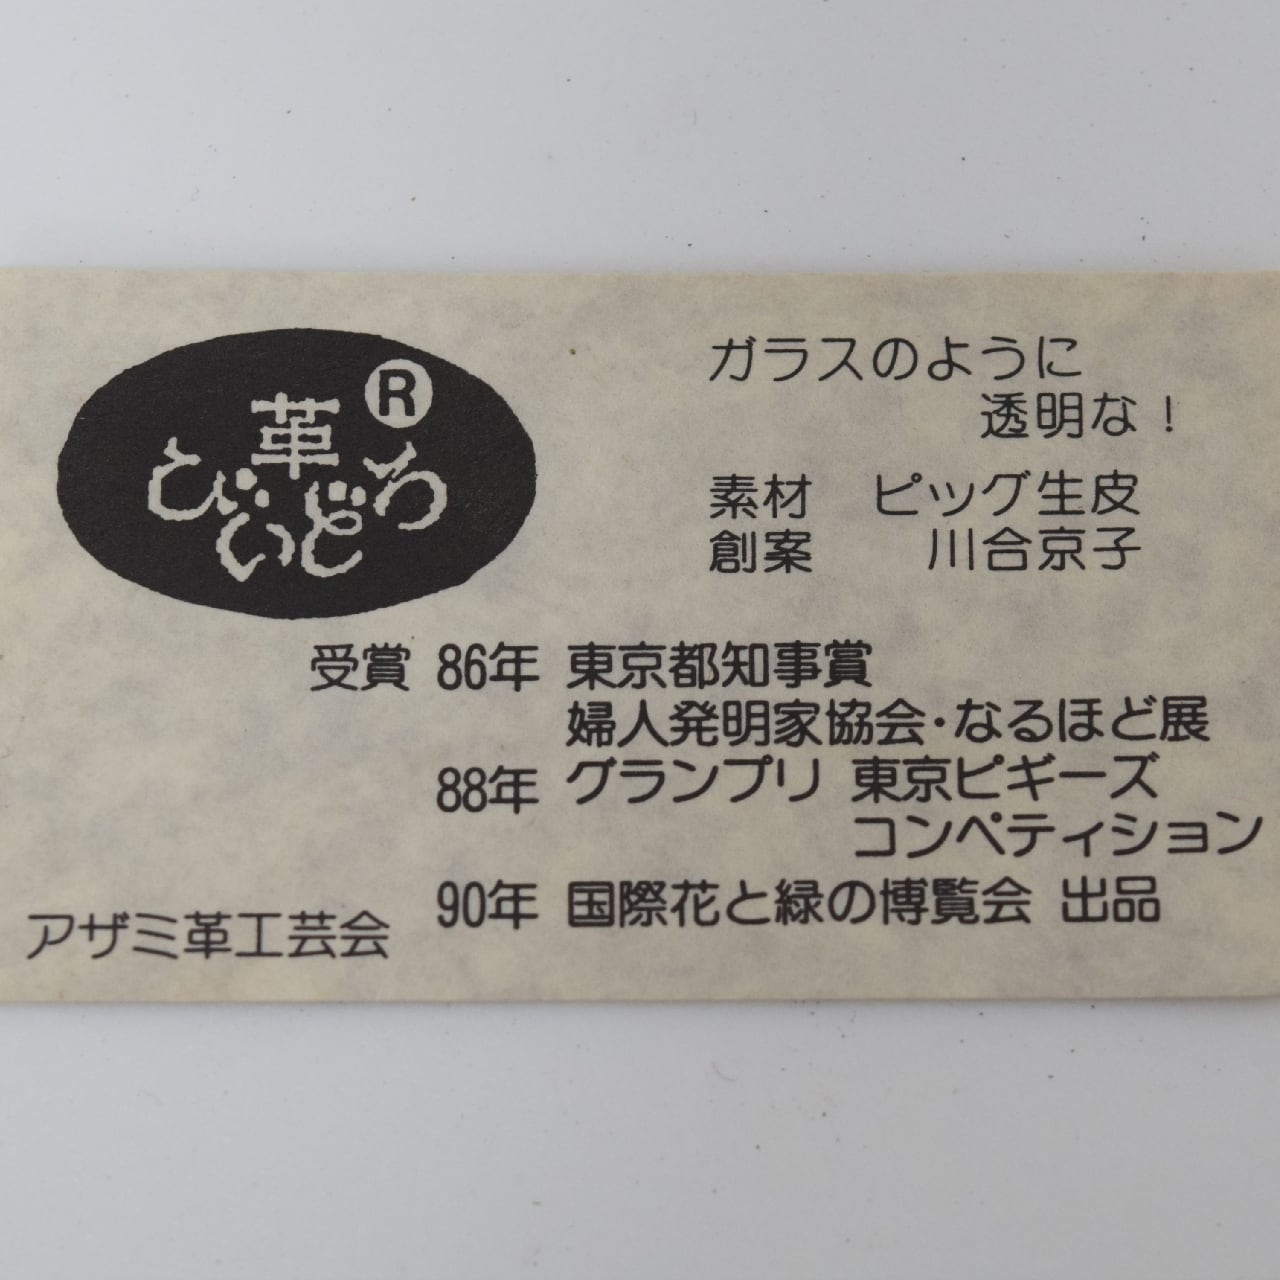 革
びいどろ
®
ガラスのように
透明な！
素材　ピッグ生皮
創案　川合京子
受賞 86年 東京都知事賞
婦人発明家協会・なるほど展
88年 グランプリ 東京ピギーズ
コンペティション
90年 国際花と緑の博覧会 出品
アザミ革工芸会